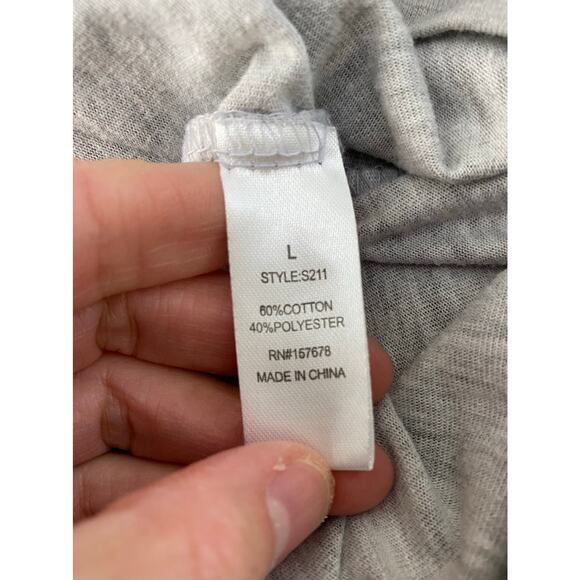 L
STYLE:S211
60%COTTON
40%POLYESTER
RN#157678
MADE IN CHINA